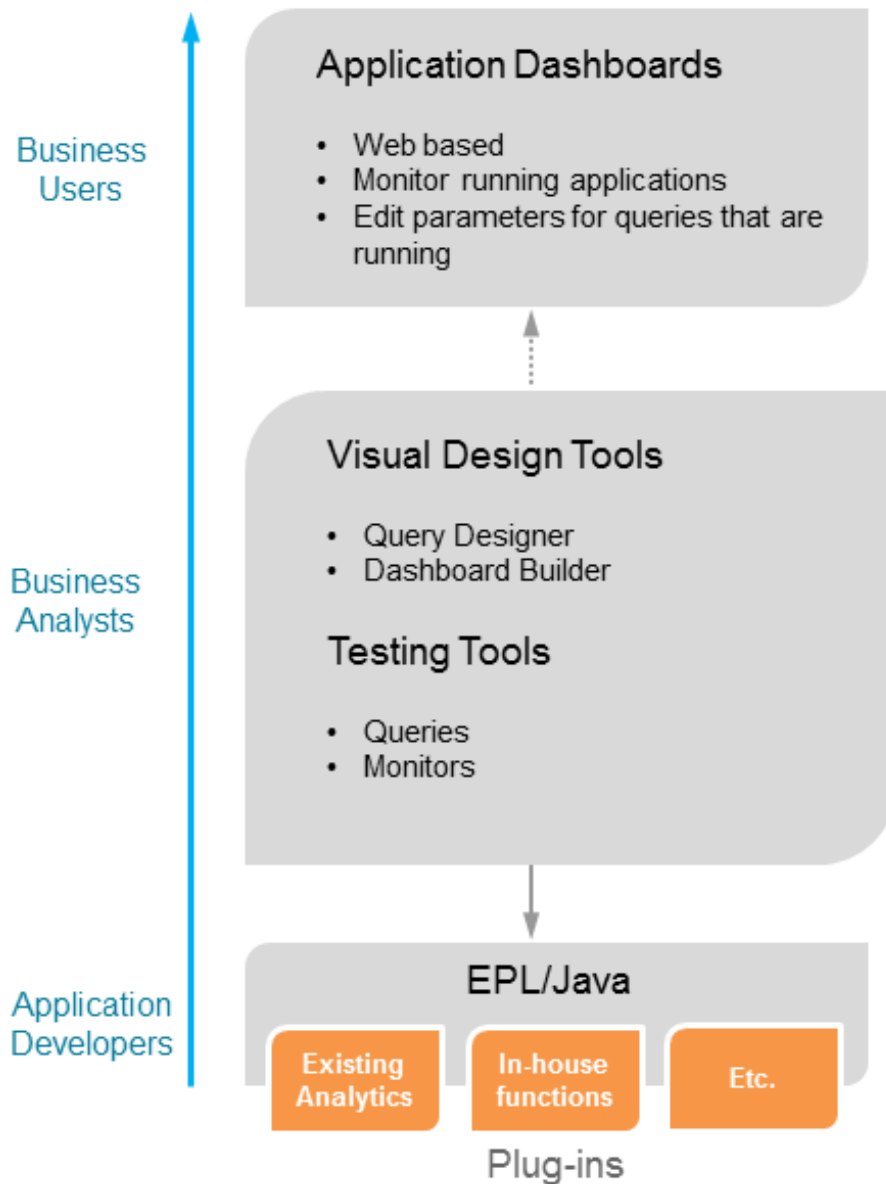 Application Dashboards
• Web based
• Monitor running applications
• Edit parameters for queries that are
running
Business
Users
Visual Design Tools
• Query Designer
• Dashboard Builder
Testing Tools
• Queries
• Monitors
Business
Analysts
EPL/Java
Application
Developers
Existing
Analytics
In-house
functions
Etc.
Plug-ins